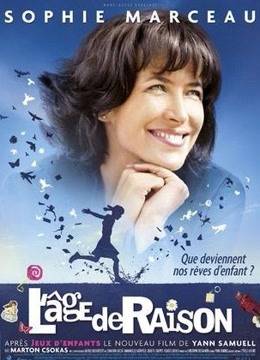 SOPHIE MARCEAU
Que deviennent
nos rêves d'enfant ?
L'ÂGE de RAISON
APRÈS JEUX D'ENFANTS LE NOUVEAU FILM DE YANN SAMUELL
MARTON CSOKAS